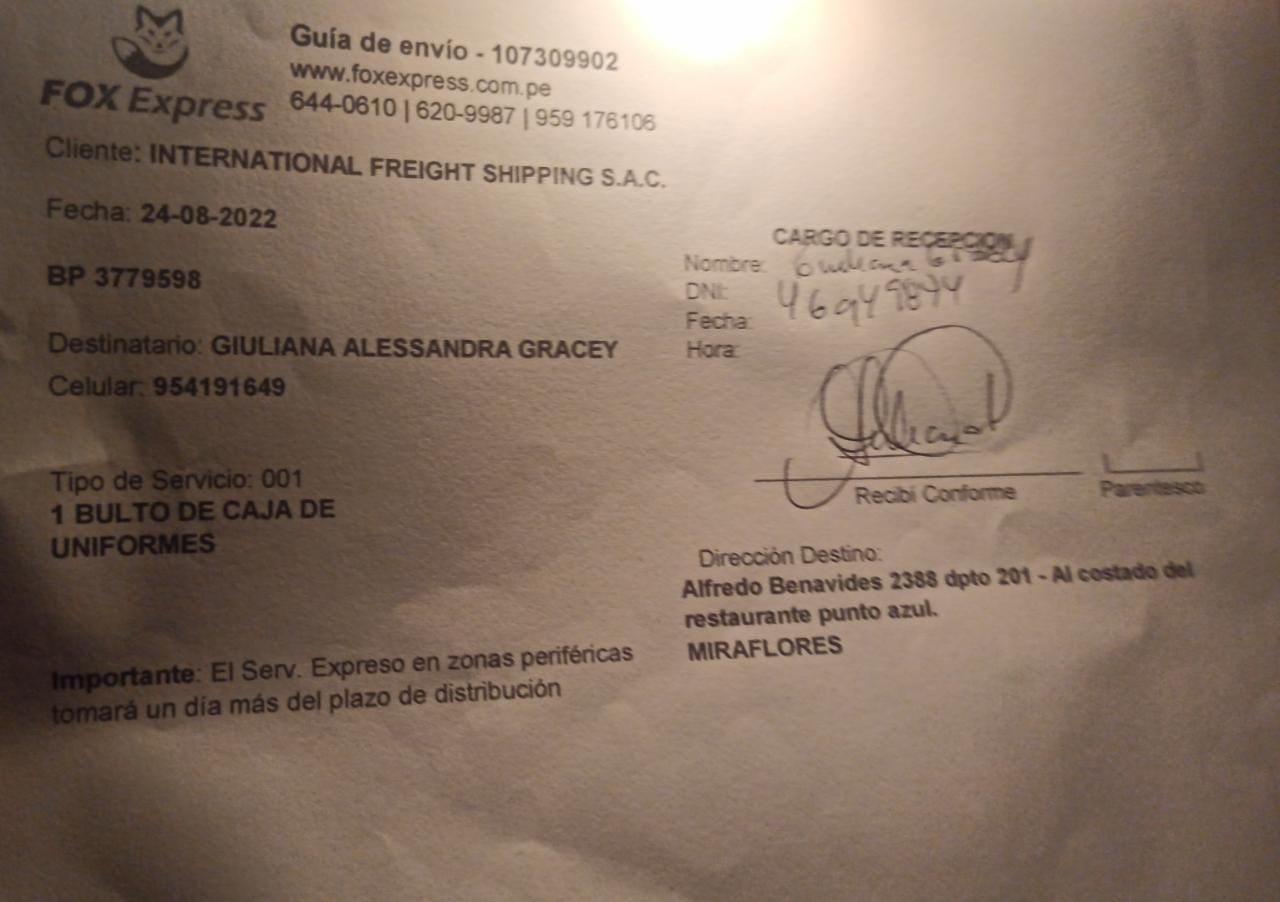 FOX Express
Guía de envío - 107309902
www.foxexpress.com.pe
644-0610 | 620-9987 | 959 176106
Cliente: INTERNATIONAL FREIGHT SHIPPING S.A.C.
Fecha: 24-08-2022
BP 3779598
Destinatario: GIULIANA ALESSANDRA GRACEY
Celular: 954191649
Tipo de Servicio: 001
1 BULTO DE CAJA DE
UNIFORMES
Importante: El Serv. Expreso en zonas periféricas
tomará un día más del plazo de distribución
CARGO DE RECEPCION
Nombre:
DNI:
Fecha:
Hora:
Recibí Conforme
Parentesco
Dirección Destino:
Alfredo Benavides 2388 dpto 201 - Al costado del
restaurante punto azul.
MIRAFLORES